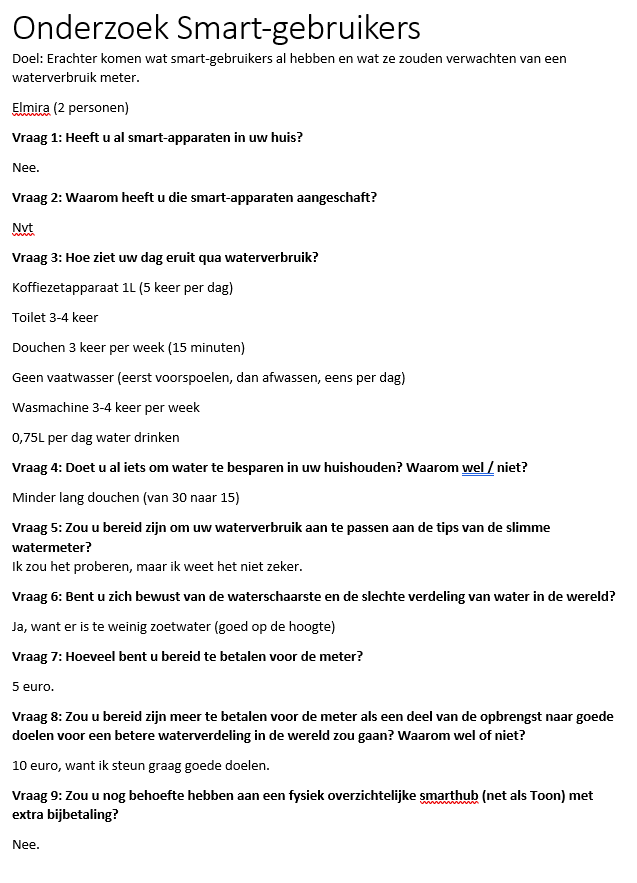 Onderzoek Smart-gebruikers
Doel: Erachter komen wat smart-gebruikers al hebben en wat ze zouden verwachten van een
waterverbruik meter.
Elmira (2 personen)
Vraag 1: Heeft u al smart-apparaten in uw huis?
Nee.
Vraag 2: Waarom heeft u die smart-apparaten aangeschaft?
Nvt
Vraag 3: Hoe ziet uw dag eruit qua waterverbruik?
Koffiezetapparaat 1L (5 keer per dag)
Toilet 3-4 keer
Douchen 3 keer per week (15 minuten)
Geen vaatwasser (eerst voorspoelen, dan afwassen, eens per dag)
Wasmachine 3-4 keer per week
0,75L per dag water drinken
Vraag 4: Doet u al iets om water te besparen in uw huishouden? Waarom wel / niet?
Minder lang douchen (van 30 naar 15)
Vraag 5: Zou u bereid zijn om uw waterverbruik aan te passen aan de tips van de slimme
watermeter?
Ik zou het proberen, maar ik weet het niet zeker.
Vraag 6: Bent u zich bewust van de waterschaarste en de slechte verdeling van water in de wereld?
Ja, want er is te weinig zoetwater (goed op de hoogte)
Vraag 7: Hoeveel bent u bereid te betalen voor de meter?
5 euro.
Vraag 8: Zou u bereid zijn meer te betalen voor de meter als een deel van de opbrengst naar goede
doelen voor een betere waterverdeling in de wereld zou gaan? Waarom wel of niet?
10 euro, want ik steun graag goede doelen.
Vraag 9: Zou u nog behoefte hebben aan een fysiek overzichtelijke smarthub (net als Toon) met
extra bijbetaling?
Nee.